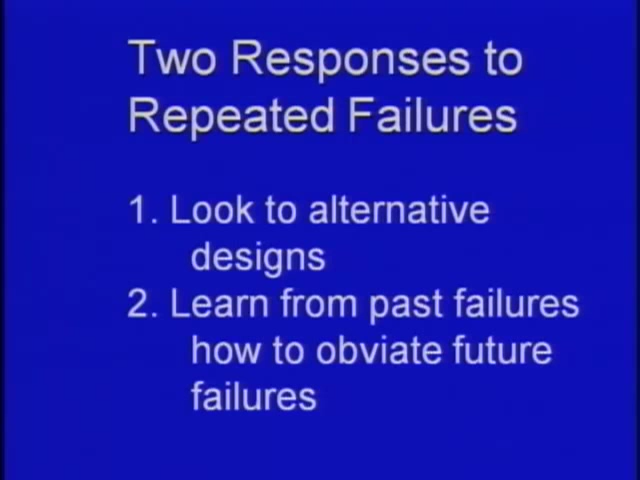 Two Responses to
Repeated Failures
1. Look to alternative
designs
2. Learn from past failures
how to obviate future
failures